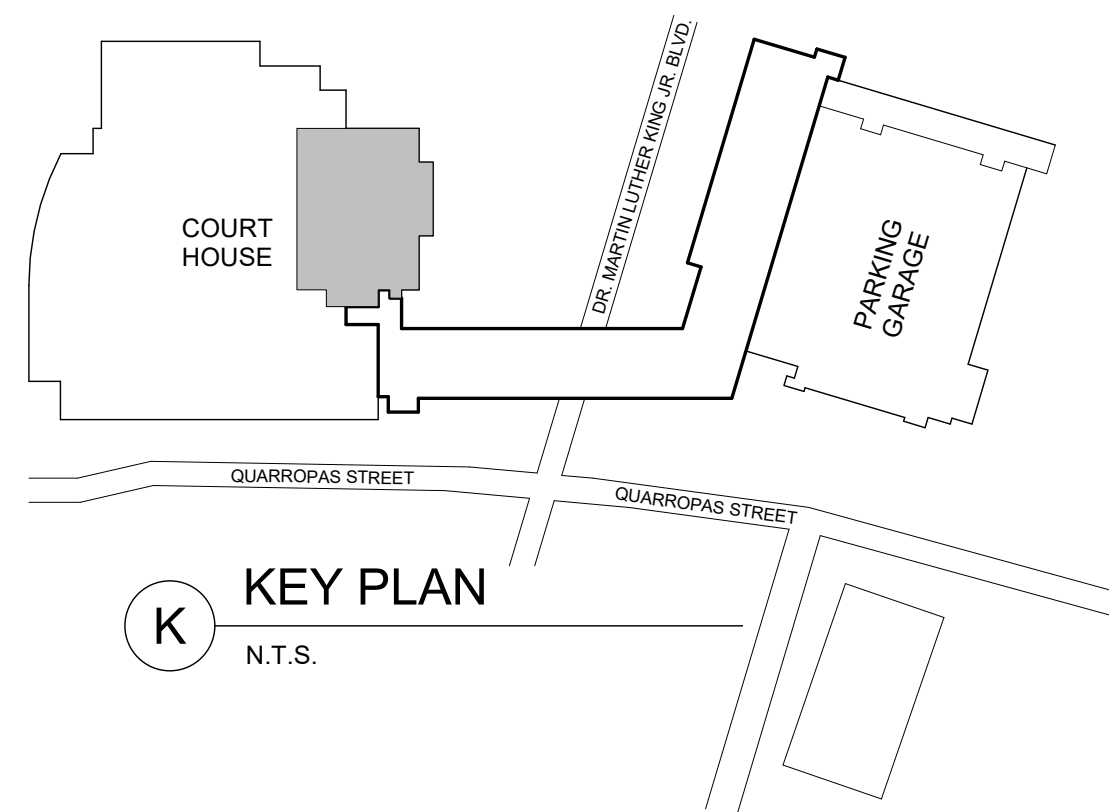 DR. MARTIN LUTHER KING JR. BLVD.
COURT
HOUSE
PARKING
GARAGE
QUARROPAS STREET
QUARROPAS STREET
K
KEY PLAN
N.T.S.